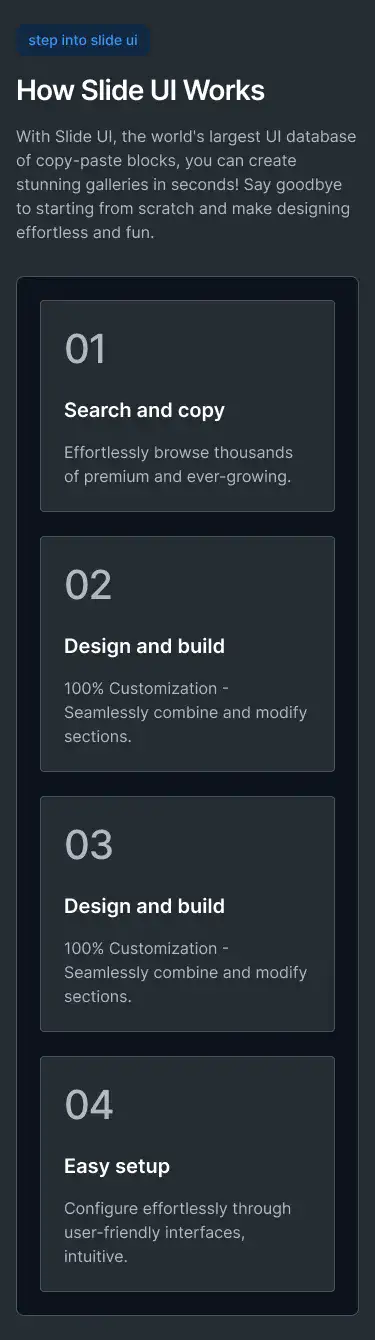 step into slide ui
How Slide UI Works
With Slide UI, the world's largest UI database
of copy-paste blocks, you can create
stunning galleries in seconds! Say goodbye
to starting from scratch and make designing
effortless and fun.
01
Search and copy
Effortlessly browse thousands
of premium and ever-growing.
02
Design and build
100% Customization -
Seamlessly combine and modify
sections.
03
Design and build
100% Customization -
Seamlessly combine and modify
sections.
04
Easy setup
Configure effortlessly through
user-friendly interfaces,
intuitive.